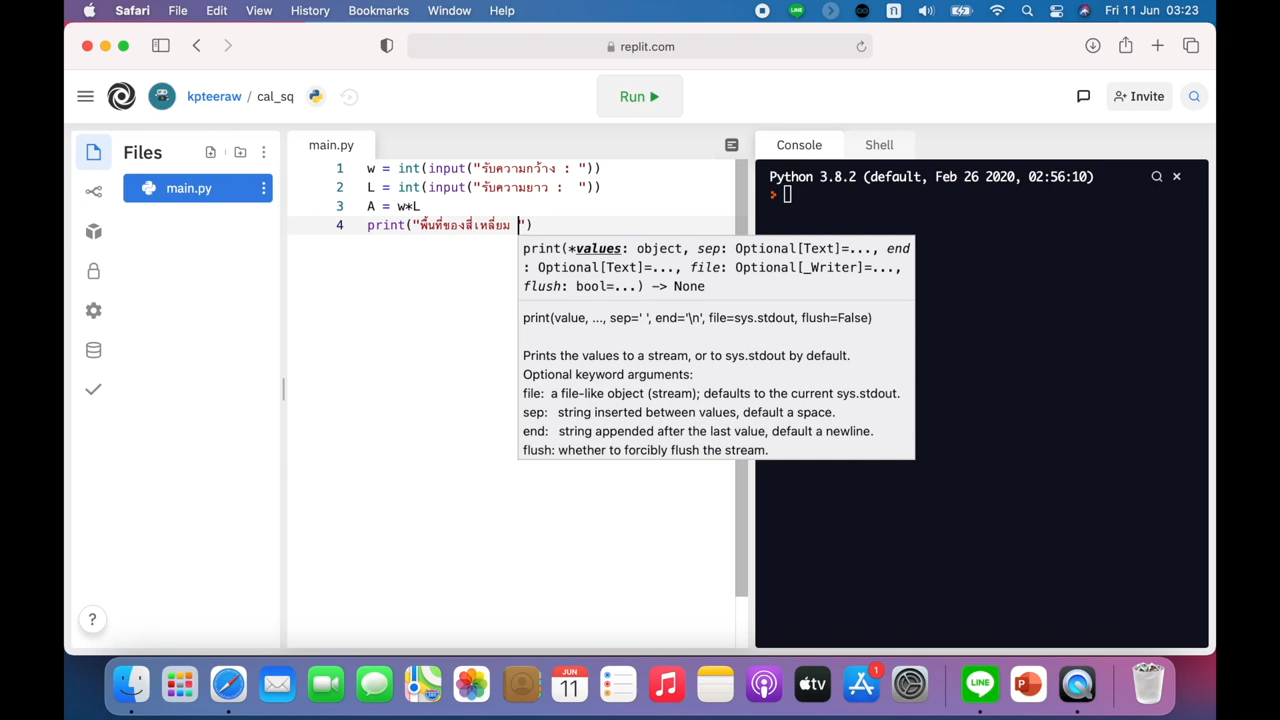 Safari File Edit View History Bookmarks Window Help Fri 11 Jun 03:23
replit.com
kpteeraw / cal_sq
Run
Invite
Files
main.py
main.py
1 w = int(input("รับความกว้าง : "))
2 L = int(input("รับความยาว :  "))
3 A = w*L
4 print("พื้นที่ของสี่เหลี่ยม ")
print(*values: object, sep: Optional[Text]=..., end
: Optional[Text]=..., file: Optional[_Writer]=...,
flush: bool=...) -> None
print(value, ..., sep=' ', end='\n', file=sys.stdout, flush=False)
Prints the values to a stream, or to sys.stdout by default.
Optional keyword arguments:
file: a file-like object (stream); defaults to the current sys.stdout.
sep: string inserted between values, default a space.
end: string appended after the last value, default a newline.
flush: whether to forcibly flush the stream.
Console Shell
Python 3.8.2 (default, Feb 26 2020, 02:56:10)
?
JUN
11
LINE
tv
1
P